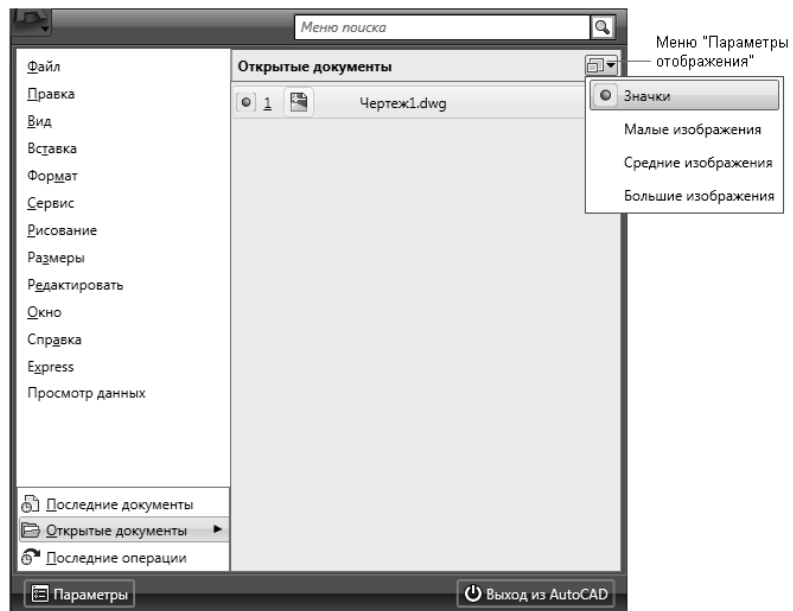 Меню поиска
Меню "Параметры
отображения"
Файл
Правка
Вид
Вставка
Формат
Сервис
Рисование
Размеры
Редактировать
Окно
Справка
Express
Просмотр данных
Последние документы
Открытые документы
Последние операции
Открытые документы
1 Чертеж1.dwg
Значки
Малые изображения
Средние изображения
Большие изображения
Параметры
Выход из AutoCAD